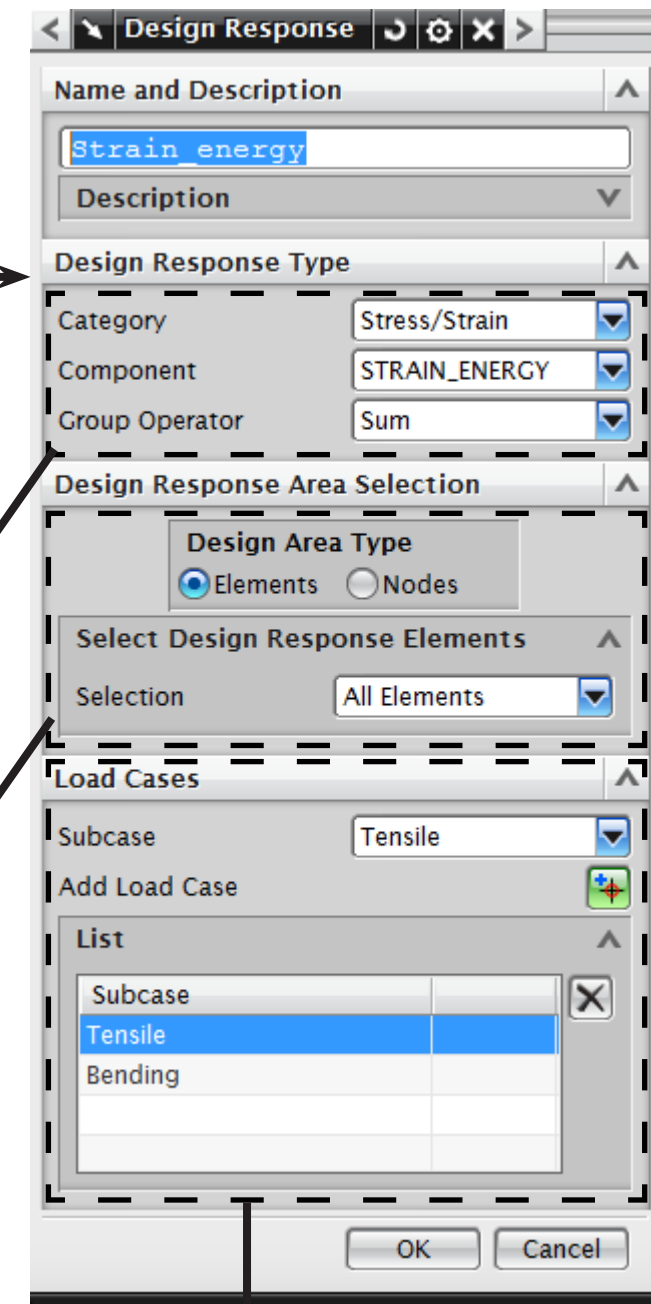 Design Response
Name and Description
Strain_energy
Description
Design Response Type
Category Stress/Strain
Component STRAIN_ENERGY
Group Operator Sum
Design Response Area Selection
Design Area Type
Elements Nodes
Select Design Response Elements
Selection All Elements
Load Cases
Subcase Tensile
Add Load Case
List
Subcase
Tensile
Bending
OK Cancel